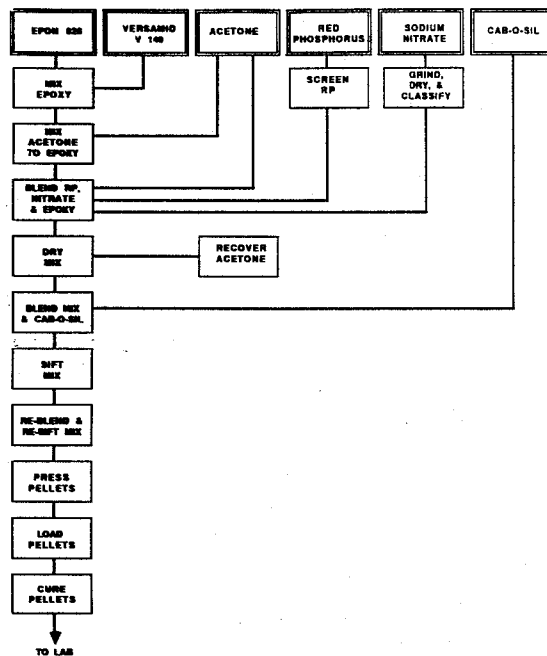 EPON 828
VERSAMID
V 140
ACETONE
RED
PHOSPHORUS
SODIUM
NITRATE
CAB-O-SIL
MIX
EPOXY
SCREEN
RP
GRIND,
DRY, &
CLASSIFY
MIX
ACETONE
TO EPOXY
BLEND RP,
NITRATE
& EPOXY
DRY
MIX
RECOVER
ACETONE
BLEND MIX
& CAB-O-SIL
SIFT
MIX
RE-BLEND &
RE-SIFT MIX
PRESS
PELLETS
LOAD
PELLETS
CURE
PELLETS
TO LAB